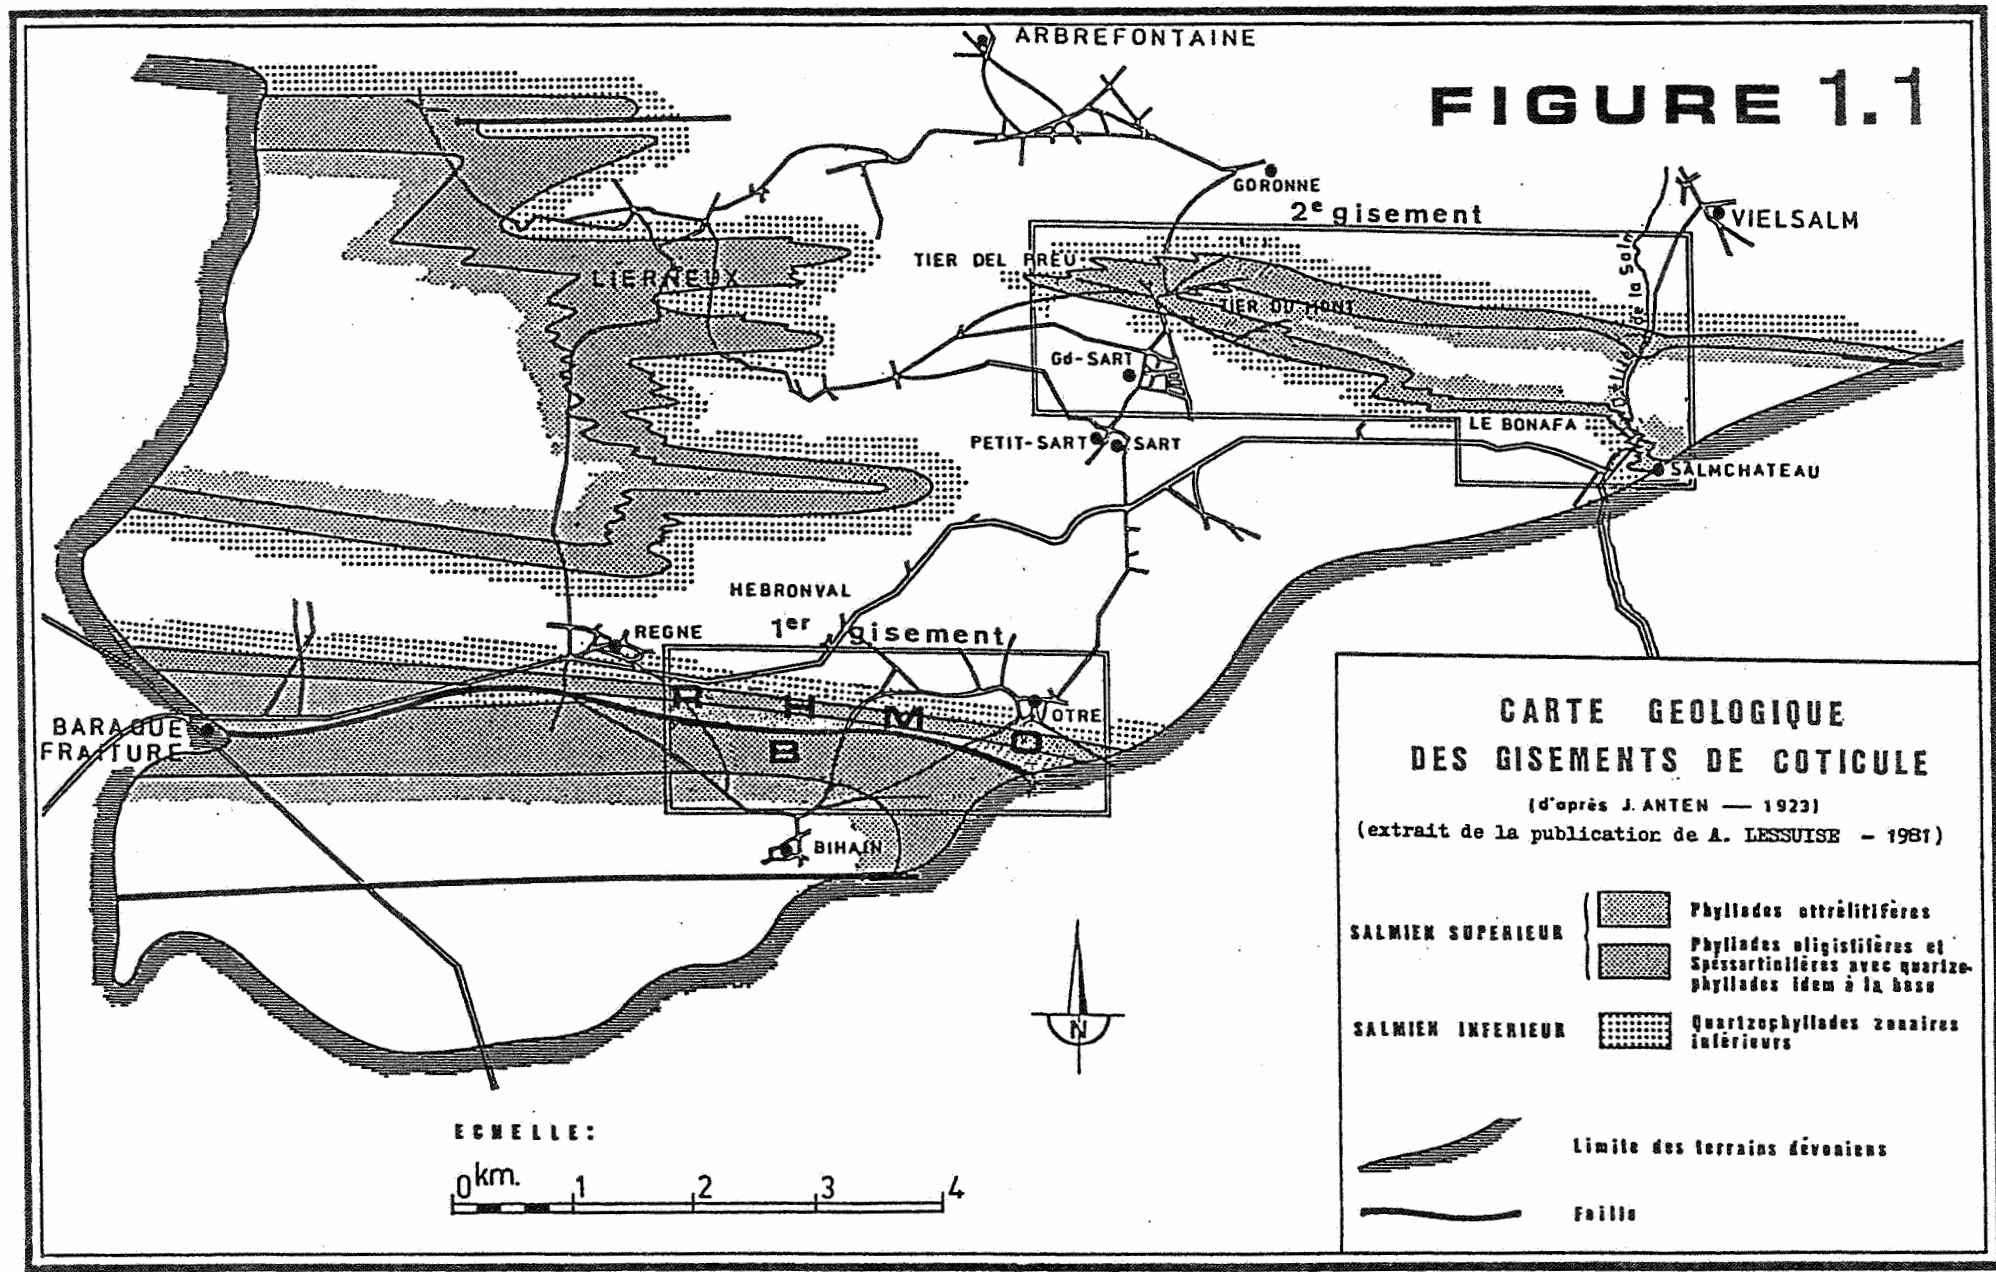 ARBREFONTAINE
FIGURE 1.1
GORONNE
2e gisement
VIELSALM
TIER DEL PREU
LIERNEUX
TIER DU MONT
Vallée de la Salm
Gd-SART
LE BONAFA
PETIT-SART
SART
SALMCHATEAU
HEBRONVAL
REGNE
1er gisement
R H M
OTRE
B O
BARAQUE
FRAITURE
BIHAIN
N
CARTE GEOLOGIQUE
DES GISEMENTS DE COTICULE
(d'après J. ANTEN — 1923)
(extrait de la publication de A. LESSUISE - 1981)
SALMIEN SUPERIEUR
Phyllades ottrélitifères
Phyllades oligistifères et
Spessartinifères avec quartzo-
phyllades idem à la base
SALMIEN INFERIEUR
Quartzophyllades zonaires
inférieurs
Limite des terrains dévoniens
Faille
ECHELLE:
0 km. 1 2 3 4